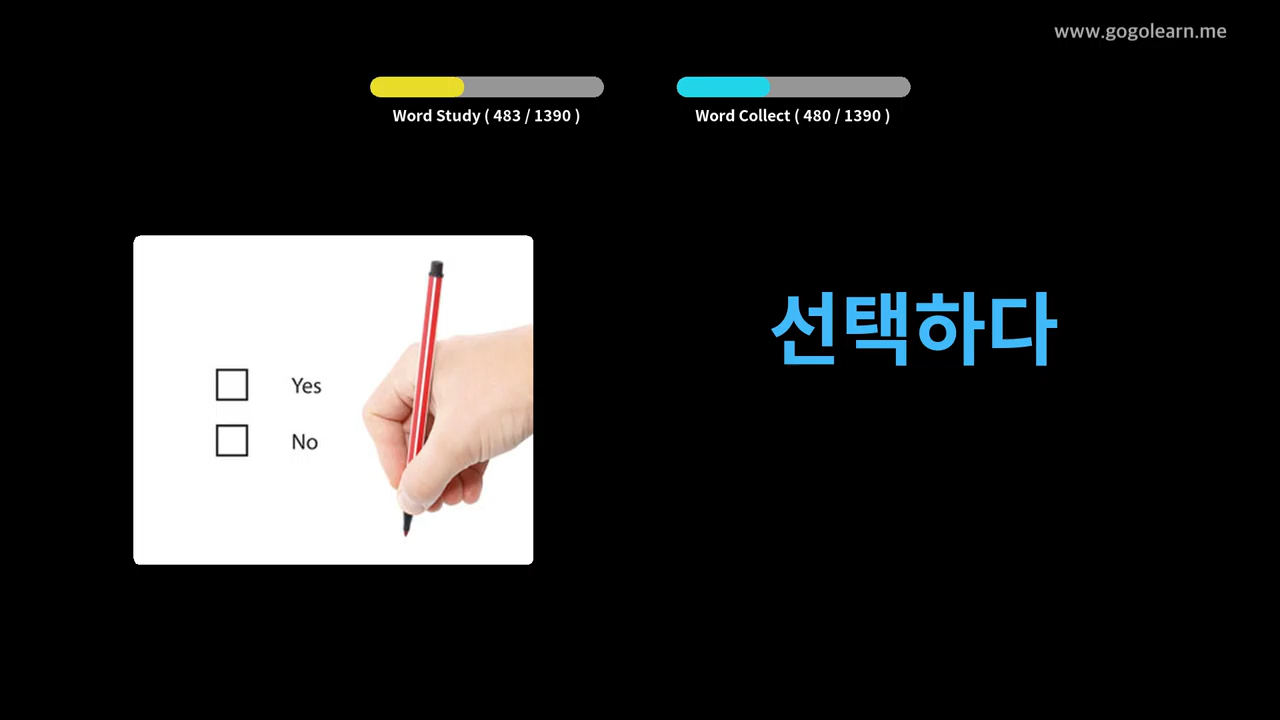 www.gogolearn.me
Word Study ( 483 / 1390 )
Word Collect ( 480 / 1390 )
선택하다
Yes
No